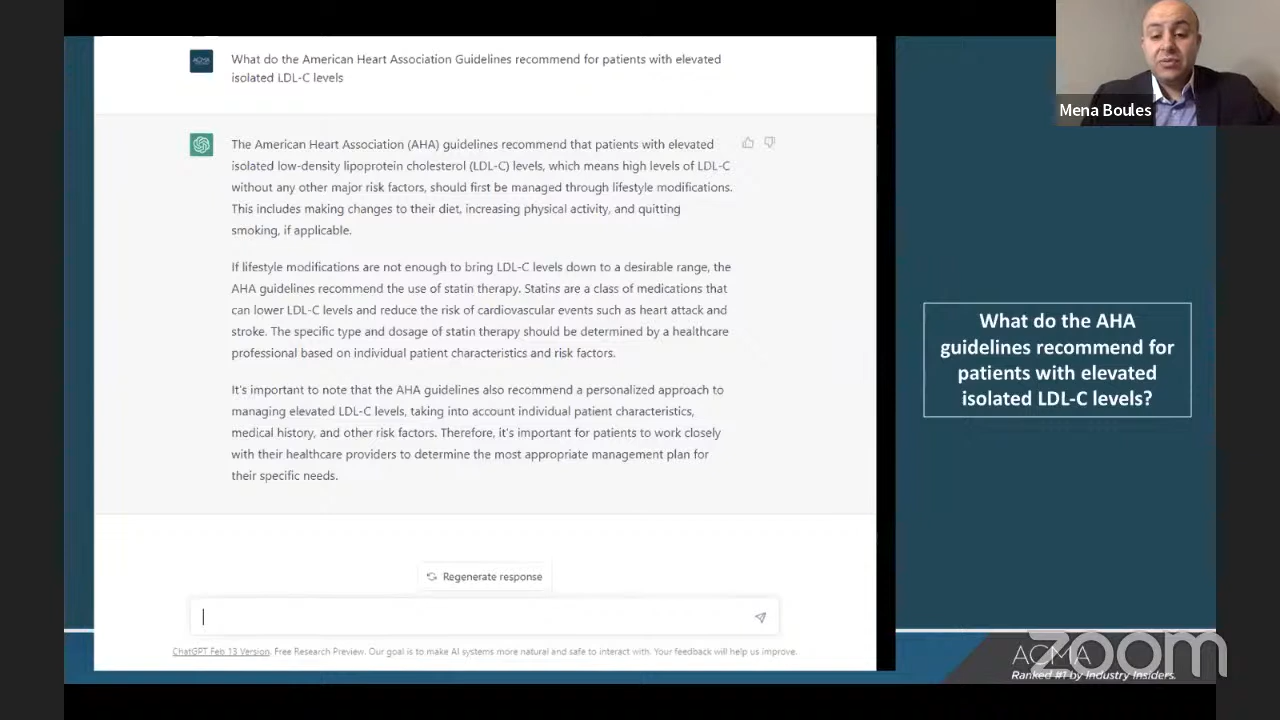 What do the American Heart Association Guidelines recommend for patients with elevated
isolated LDL-C levels
The American Heart Association (AHA) guidelines recommend that patients with elevated
isolated low-density lipoprotein cholesterol (LDL-C) levels, which means high levels of LDL-C
without any other major risk factors, should first be managed through lifestyle modifications.
This includes making changes to their diet, increasing physical activity, and quitting
smoking, if applicable.
If lifestyle modifications are not enough to bring LDL-C levels down to a desirable range, the
AHA guidelines recommend the use of statin therapy. Statins are a class of medications that
can lower LDL-C levels and reduce the risk of cardiovascular events such as heart attack and
stroke. The specific type and dosage of statin therapy should be determined by a healthcare
professional based on individual patient characteristics and risk factors.
It's important to note that the AHA guidelines also recommend a personalized approach to
managing elevated LDL-C levels, taking into account individual patient characteristics,
medical history, and other risk factors. Therefore, it's important for patients to work closely
with their healthcare providers to determine the most appropriate management plan for
their specific needs.
Regenerate response
ChatGPT Feb 13 Version. Free Research Preview. Our goal is to make AI systems more natural and safe to interact with. Your feedback will help us improve.
Mena Boules
What do the AHA
guidelines recommend for
patients with elevated
isolated LDL-C levels?
ACMA
zoom
Ranked #1 by Industry Insiders.